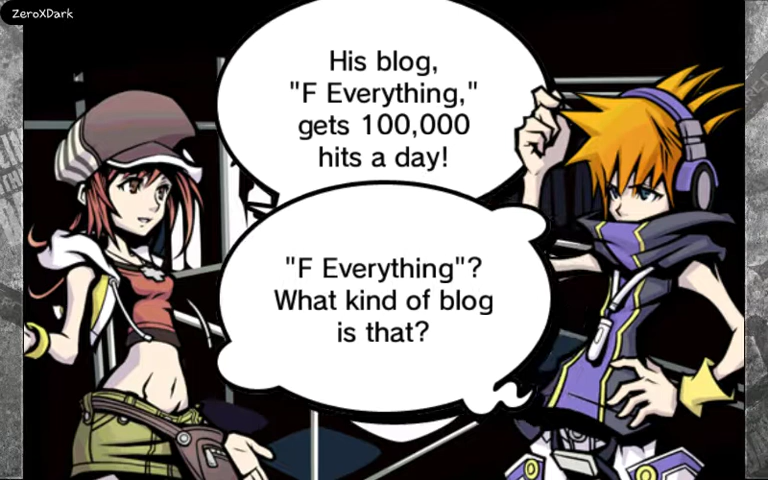 ZeroXDark
His blog,
"F Everything,"
gets 100,000
hits a day!
"F Everything"?
What kind of blog
is that?